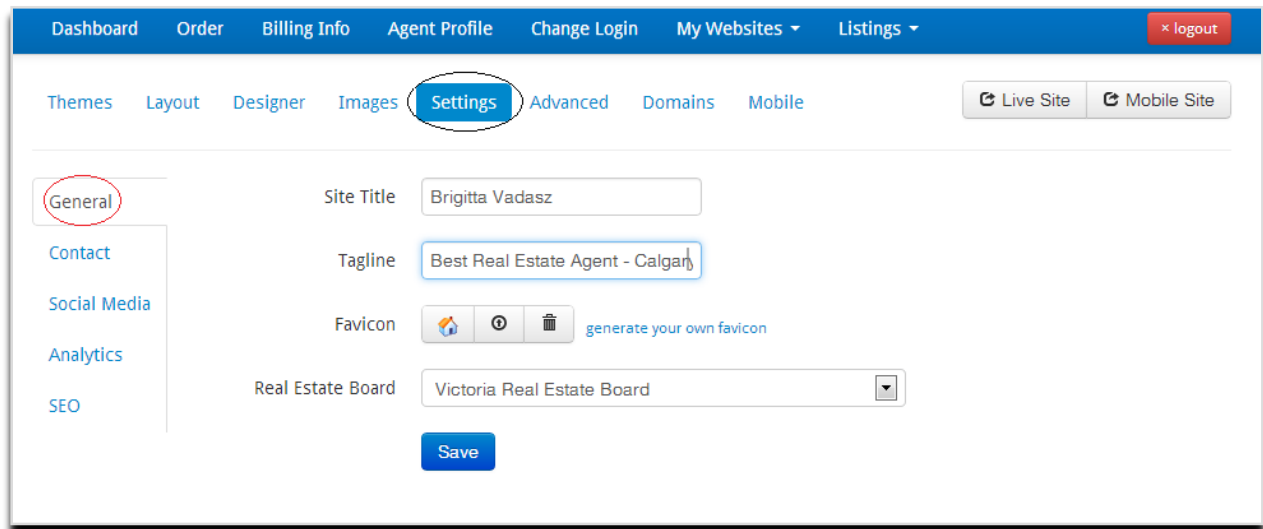 Dashboard Order Billing Info Agent Profile Change Login My Websites Listings × logout
Themes Layout Designer Images Settings Advanced Domains Mobile Live Site Mobile Site
General
Contact
Social Media
Analytics
SEO
Site Title Brigitta Vadasz
Tagline Best Real Estate Agent - Calgary
Favicon generate your own favicon
Real Estate Board Victoria Real Estate Board
Save